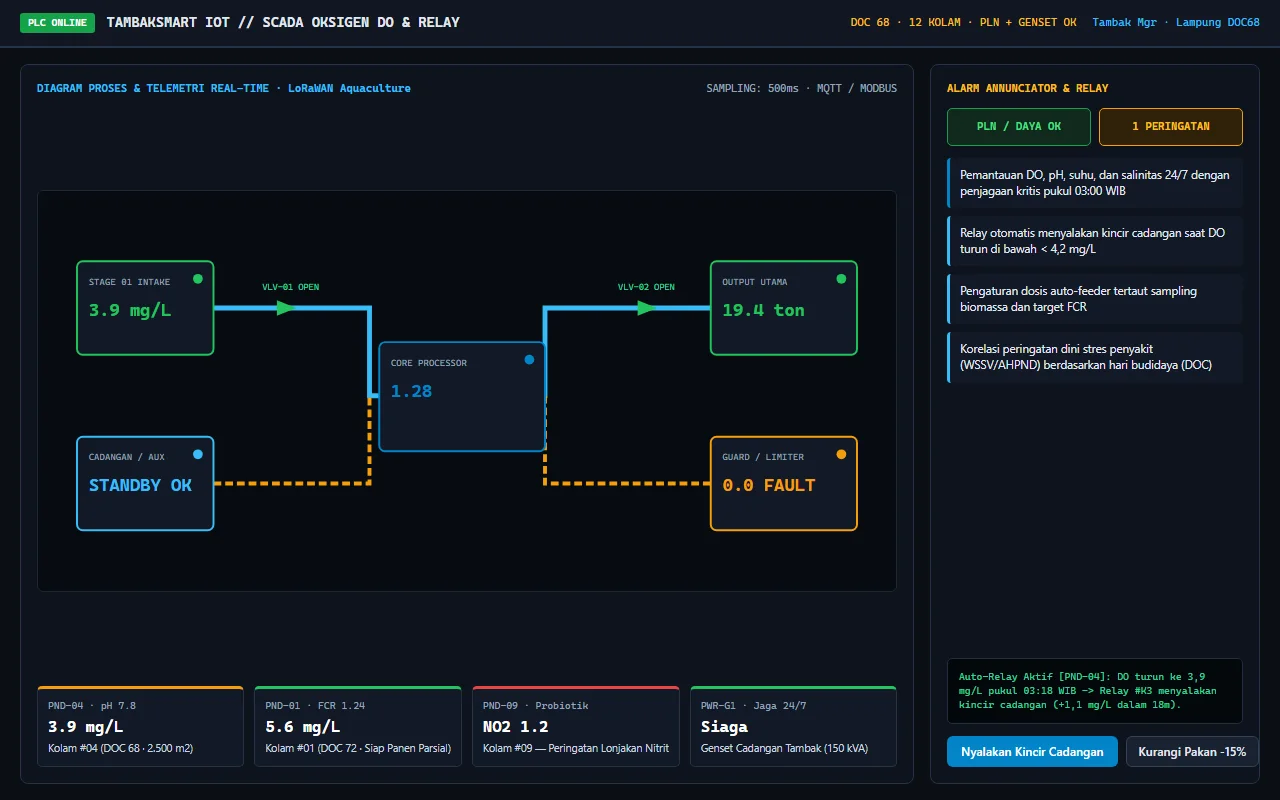 PLC ONLINE TAMBAKSMART IOT // SCADA OKSIGEN DO & RELAY
DOC 68 · 12 KOLAM · PLN + GENSET OK Tambak Mgr · Lampung DOC68
DIAGRAM PROSES & TELEMETRI REAL-TIME · LoRaWAN Aquaculture
SAMPLING: 500ms · MQTT / MODBUS
STAGE 01 INTAKE
3.9 mg/L
VLV-01 OPEN
VLV-02 OPEN
OUTPUT UTAMA
19.4 ton
CORE PROCESSOR
1.28
CADANGAN / AUX
STANDBY OK
GUARD / LIMITER
0.0 FAULT
PND-04 · pH 7.8
3.9 mg/L
Kolam #04 (DOC 68 · 2.500 m2)
PND-01 · FCR 1.24
5.6 mg/L
Kolam #01 (DOC 72 · Siap Panen Parsial)
PND-09 · Probiotik
NO2 1.2
Kolam #09 — Peringatan Lonjakan Nitrit
PWR-G1 · Jaga 24/7
Siaga
Genset Cadangan Tambak (150 kVA)
ALARM ANNUNCIATOR & RELAY
PLN / DAYA OK
1 PERINGATAN
Pemantauan DO, pH, suhu, dan salinitas 24/7 dengan
penjagaan kritis pukul 03:00 WIB
Relay otomatis menyalakan kincir cadangan saat DO
turun di bawah < 4,2 mg/L
Pengaturan dosis auto-feeder tertaut sampling
biomassa dan target FCR
Korelasi peringatan dini stres penyakit
(WSSV/AHPND) berdasarkan hari budidaya (DOC)
Auto-Relay Aktif [PND-04]: DO turun ke 3,9
mg/L pukul 03:18 WIB -> Relay #K3 menyalakan
kincir cadangan (+1,1 mg/L dalam 18m).
Nyalakan Kincir Cadangan
Kurangi Pakan -15%